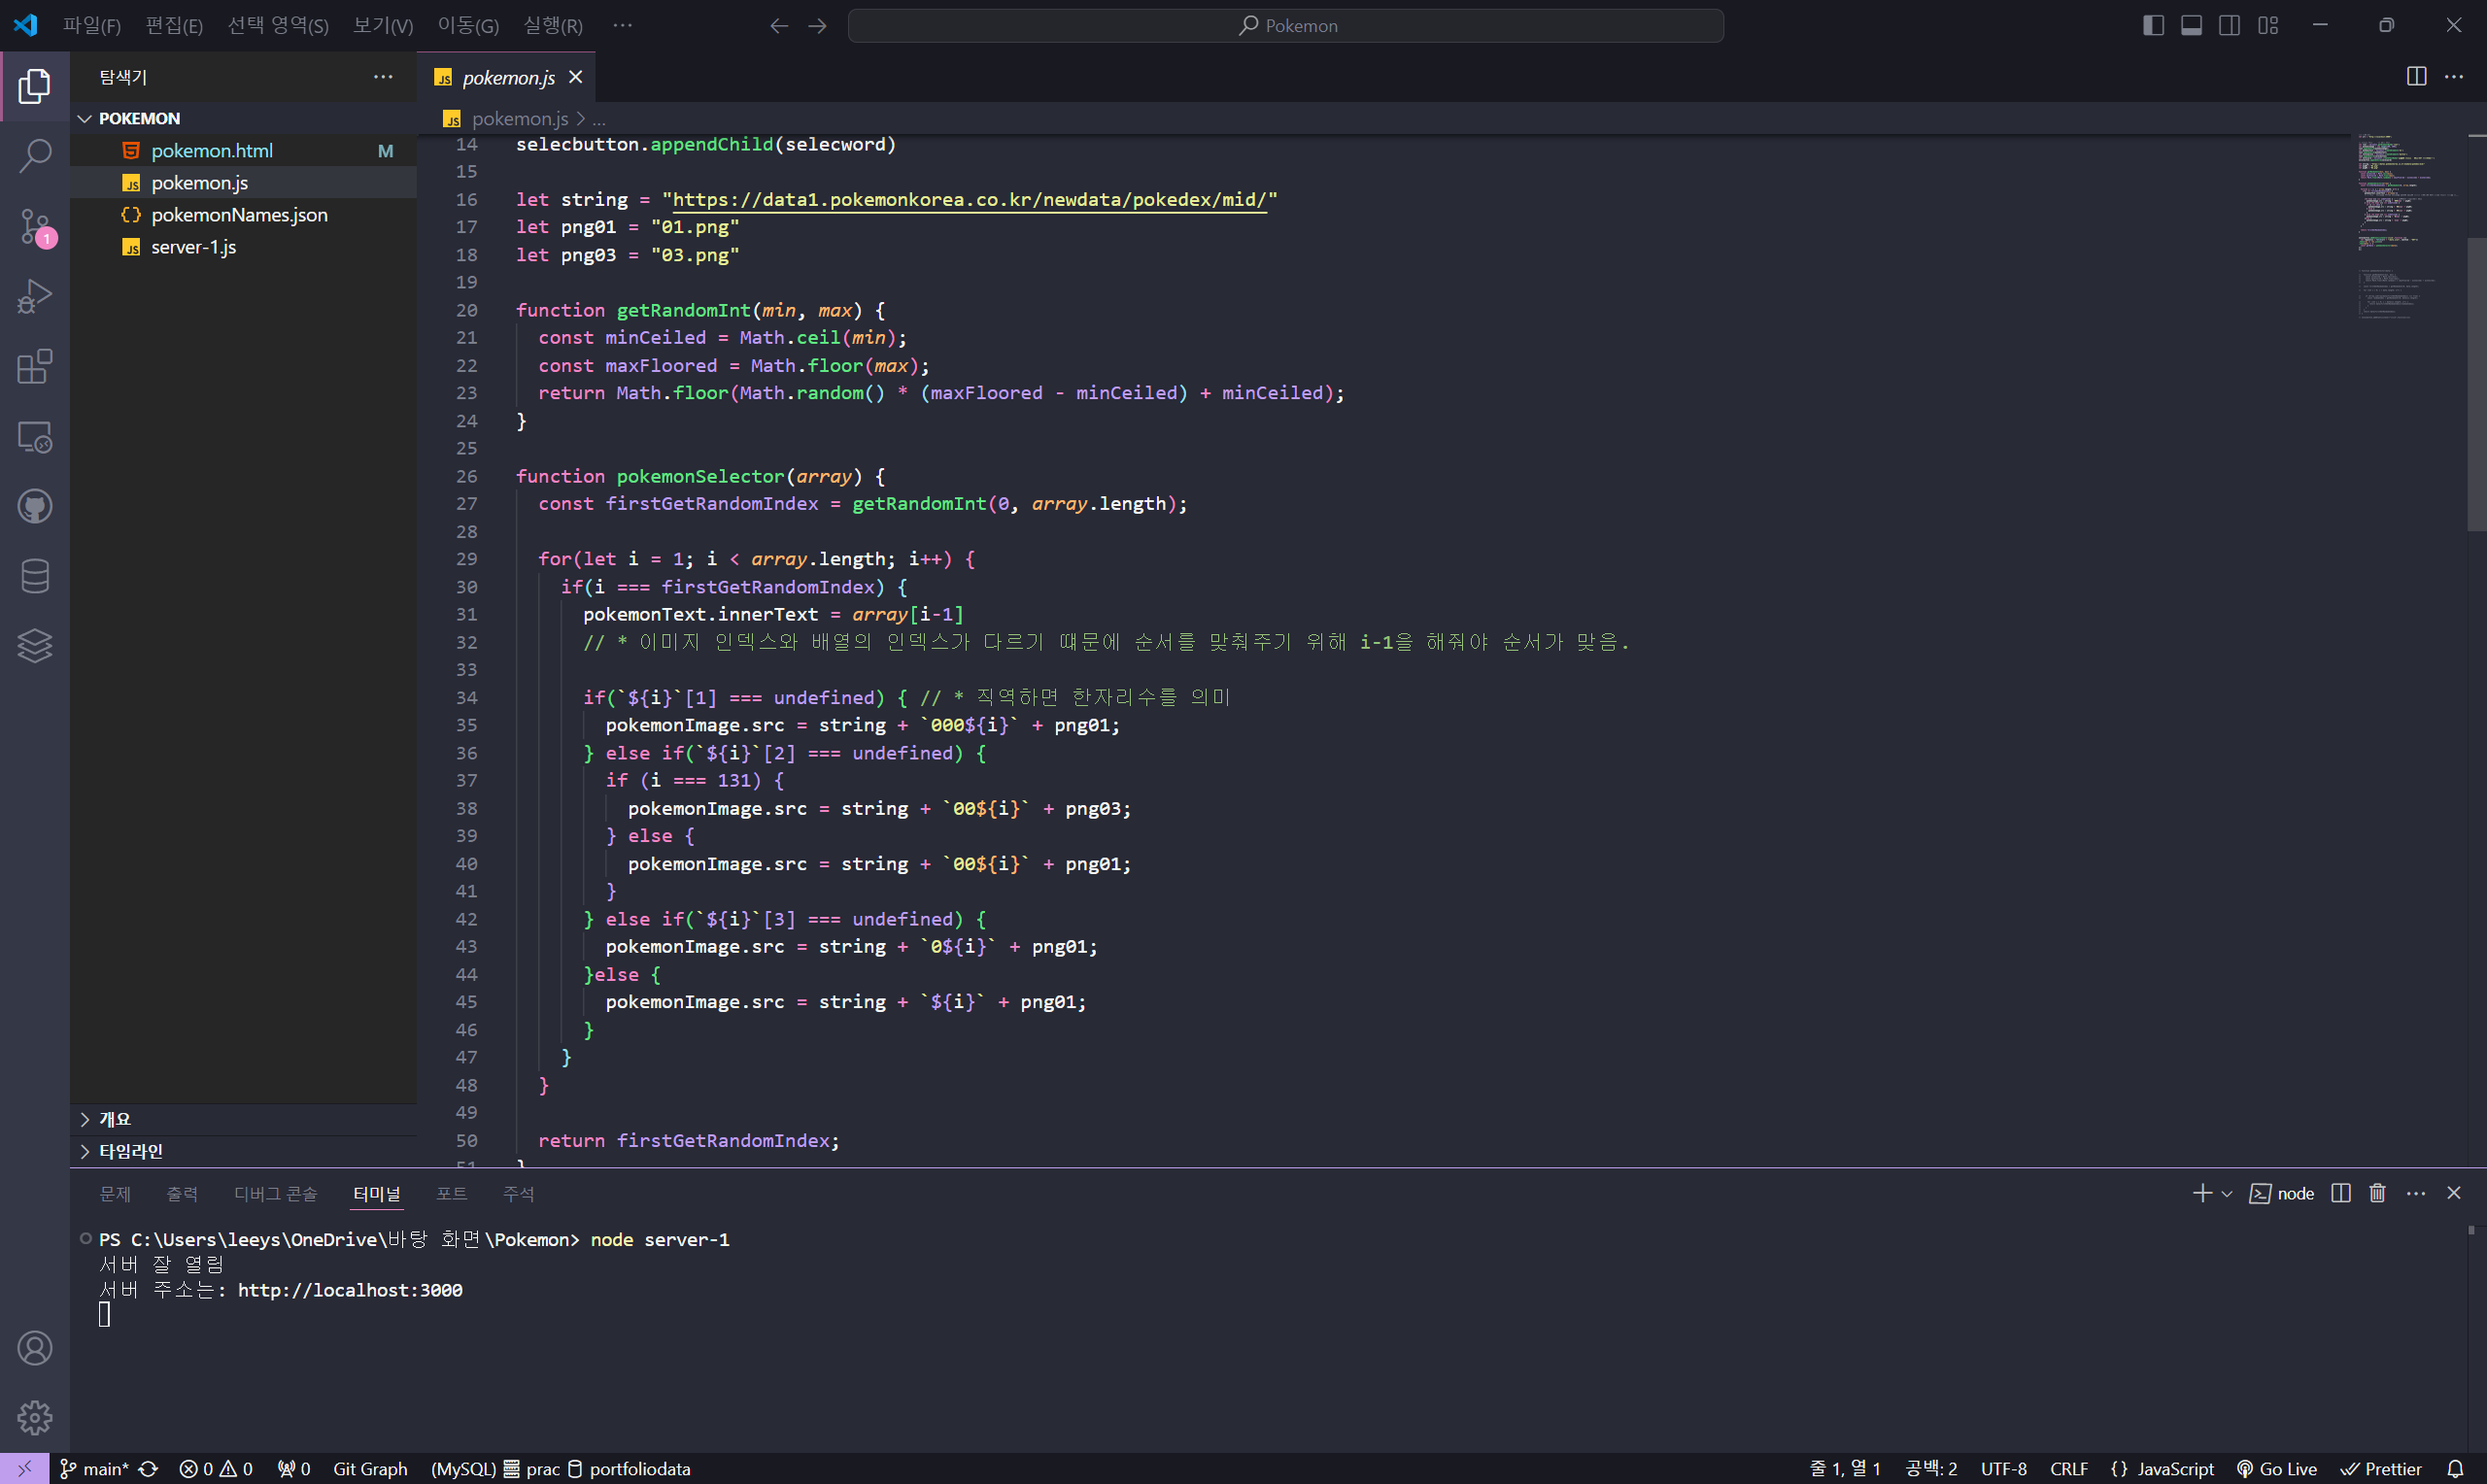 파일(F) 편집(E) 선택 영역(S) 보기(V) 이동(G) 실행(R) ··· Pokemon
탐색기 ···
pokemon.js
POKEMON
pokemon.html M
pokemon.js
pokemonNames.json
server-1.js
1
pokemon.js > ...
14 selecbutton.appendChild(selecword)
15
16 let string = "https://data1.pokemonkorea.co.kr/newdata/pokedex/mid/"
17 let png01 = "01.png"
18 let png03 = "03.png"
19
20 function getRandomInt(min, max) {
21 const minCeiled = Math.ceil(min);
22 const maxFloored = Math.floor(max);
23 return Math.floor(Math.random() * (maxFloored - minCeiled) + minCeiled);
24 }
25
26 function pokemonSelector(array) {
27 const firstGetRandomIndex = getRandomInt(0, array.length);
28
29 for(let i = 1; i < array.length; i++) {
30 if(i === firstGetRandomIndex) {
31 pokemonText.innerText = array[i-1]
32 // * 이미지 인덱스와 배열의 인덱스가 다르기 떄문에 순서를 맞춰주기 위해 i-1을 해줘야 순서가 맞음.
33
34 if(`${i}`[1] === undefined) { // * 직역하면 한자리수를 의미
35 pokemonImage.src = string + `000${i}` + png01;
36 } else if(`${i}`[2] === undefined) {
37 if (i === 131) {
38 pokemonImage.src = string + `00${i}` + png03;
39 } else {
40 pokemonImage.src = string + `00${i}` + png01;
41 }
42 } else if(`${i}`[3] === undefined) {
43 pokemonImage.src = string + `0${i}` + png01;
44 }else {
45 pokemonImage.src = string + `${i}` + png01;
46 }
47 }
48 }
49
50 return firstGetRandomIndex;
51 }
개요
타임라인
문제 출력 디버그 콘솔 터미널 포트 주석 node
PS C:\Users\leeys\OneDrive\바탕 화면\Pokemon> node server-1
서버 잘 열림
서버 주소는: http://localhost:3000
main* 0 0 0 Git Graph (MySQL) prac portfoliodata 줄 1, 열 1 공백: 2 UTF-8 CRLF {} JavaScript Go Live Prettier